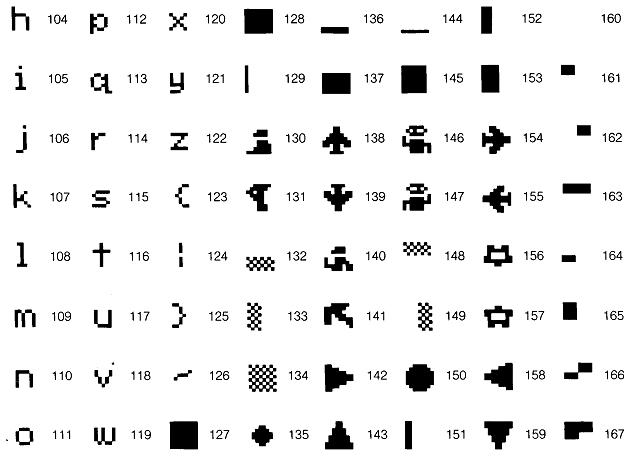 h 104 p 112 x 120 128 136 144 152 160
i 105 q 113 y 121 129 137 145 153 161
j 106 r 114 z 122 130 138 146 154 162
k 107 s 115 { 123 131 139 147 155 163
l 108 t 116 ¦ 124 132 140 148 156 164
m 109 u 117 } 125 133 141 149 157 165
n 110 v 118 ~ 126 134 142 150 158 166
o 111 w 119 127 135 143 151 159 167